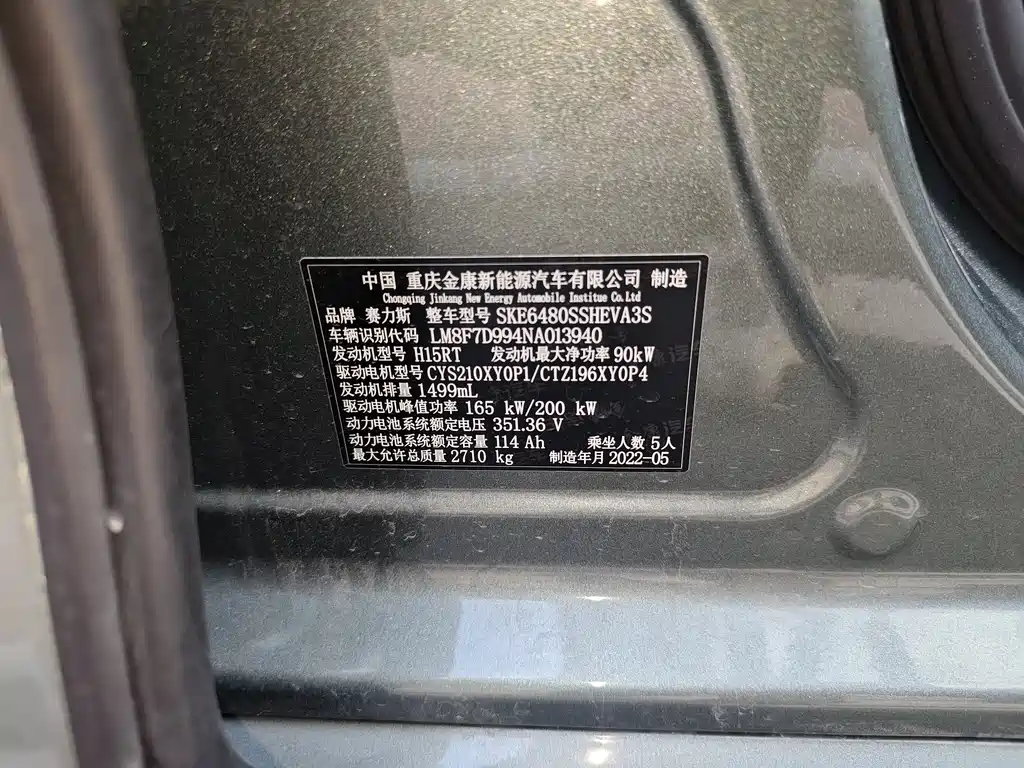 中国 重庆金康新能源汽车有限公司 制造
Chongqing Jinkang New Energy Automobile Institue Co.Ltd
品牌 赛力斯 整车型号 SKE6480SSHEVA3S
车辆识别代码 LM8F7D994NA013940
发动机型号 H15RT 发动机最大净功率 90kW
驱动电机型号 CYS210XY0P1/CTZ196XY0P4
发动机排量 1499mL
驱动电机峰值功率 165 kW/200 kW
动力电池系统额定电压 351.36 V
动力电池系统额定容量 114 Ah 乘坐人数 5人
最大允许总质量 2710 kg 制造年月 2022-05